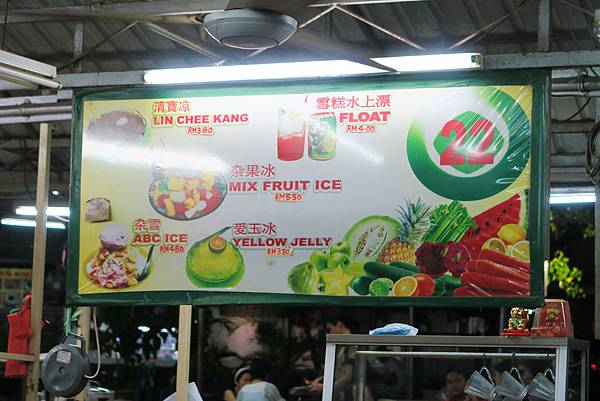 清寶凉
LIN CHEE KANG
RM3.80
雪糕水上漂
FLOAT
RM4.00
杂果冰
MIX FRUIT ICE
RM5.50
杂雪
ABC ICE
RM4.50
爱玉冰
YELLOW JELLY
RM3.80
22